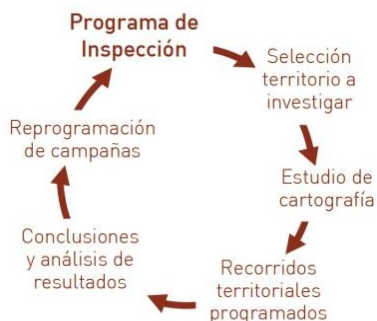 Programa de
Inspección
Selección
territorio a
investigar
Estudio de
cartografía
Recorridos
territoriales
programados
Conclusiones
y análisis de
resultados
Reprogramación
de campañas